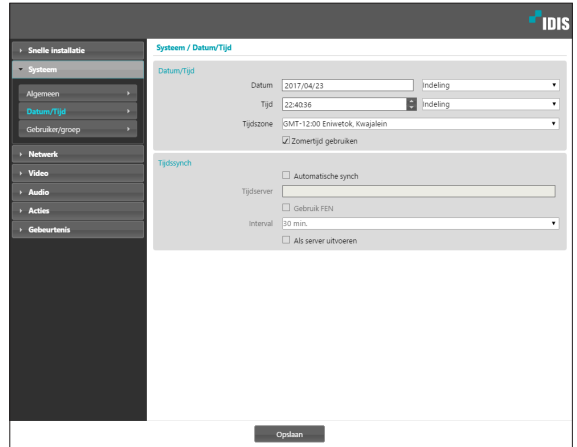 IDIS
Snelle installatie
Systeem
Algemeen
Datum/Tijd
Gebruiker/groep
Netwerk
Video
Audio
Acties
Gebeurtenis
Systeem / Datum/Tijd
Datum/Tijd
Datum 2017/04/23 Indeling
Tijd 22:4036 Indeling
Tijdszone GMT-12:00 Eniwetok, Kwajalein
Zomertijd gebruiken
Tijdssynch
Automatische synch
Tijdserver
Gebruik FEN
Interval 30 min.
Als server uitvoeren
Opslaan